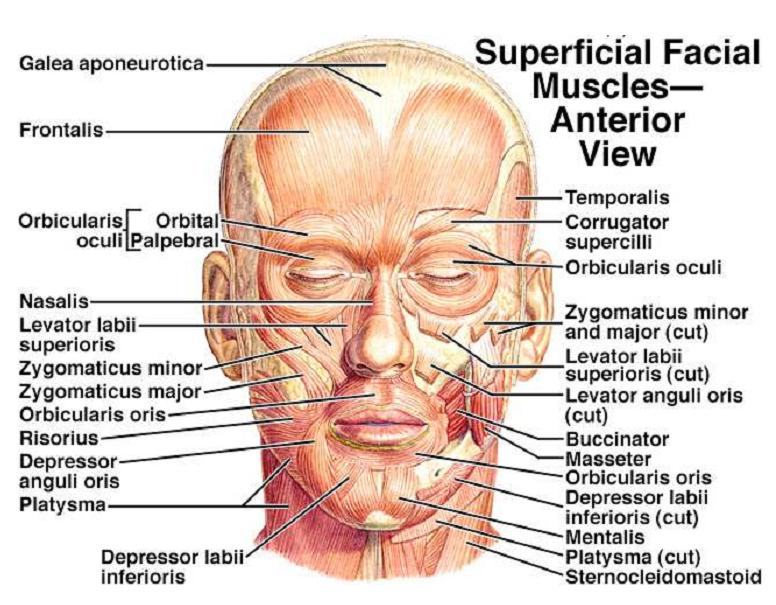 Superficial Facial
Muscles—
Anterior
View
Galea aponeurotica
Frontalis
Orbicularis
oculi
Orbital
Palpebral
Nasalis
Levator labii
superioris
Zygomaticus minor
Zygomaticus major
Orbicularis oris
Risorius
Depressor
anguli oris
Platysma
Depressor labii
inferioris
Temporalis
Corrugator
supercilli
Orbicularis oculi
Zygomaticus minor
and major (cut)
Levator labii
superioris (cut)
Levator anguli oris
(cut)
Buccinator
Masseter
Orbicularis oris
Depressor labii
inferioris (cut)
Mentalis
Platysma (cut)
Sternocleidomastoid